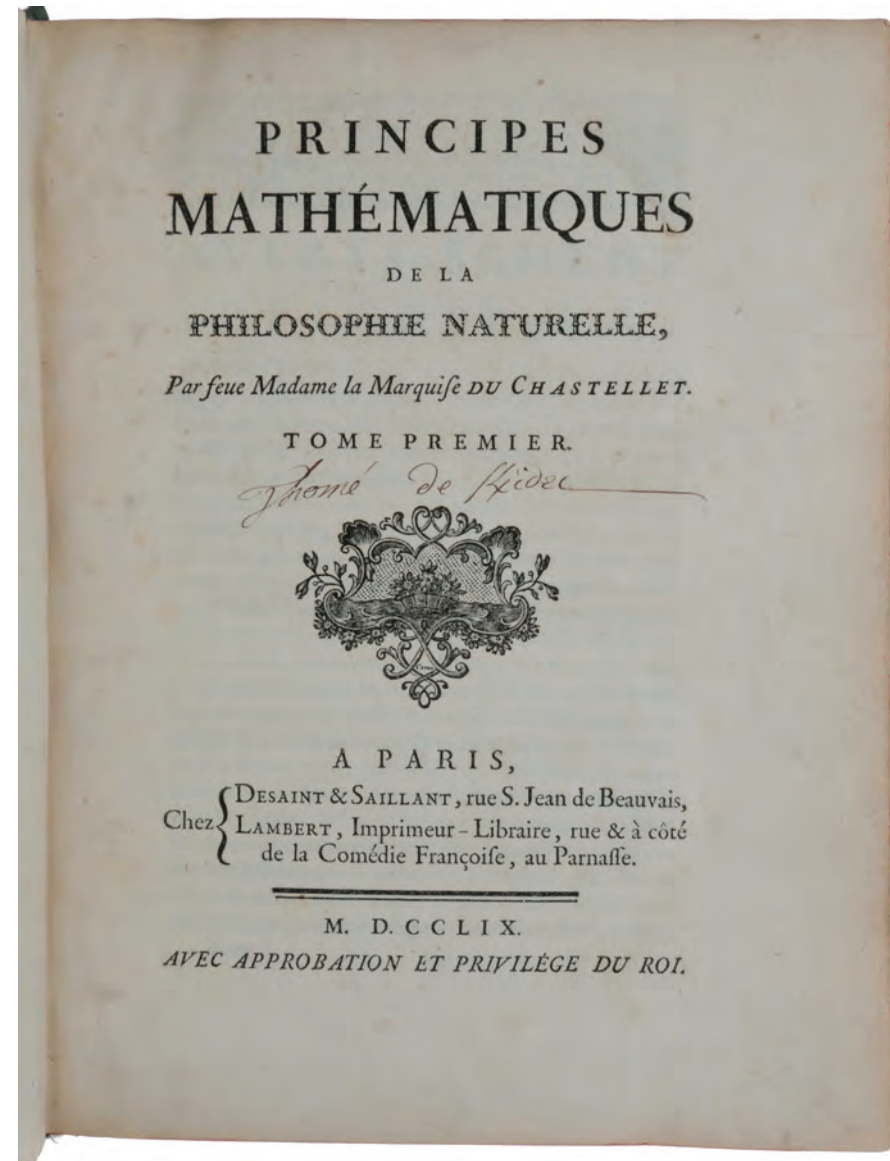 PRINCIPES
MATHÉMATIQUES
DE LA
PHILOSOPHIE NATURELLE,
Par feue Madame la Marquiſe DU CHASTELLET.
TOME PREMIER.
Thomé de
A PARIS,
Chez { DESAINT & SAILLANT, rue S. Jean de Beauvais,
LAMBERT, Imprimeur-Libraire, rue & à côté
de la Comédie Françoiſe, au Parnaſſe.
M. D. CCLIX.
AVEC APPROBATION ET PRIVILÉGE DU ROI.